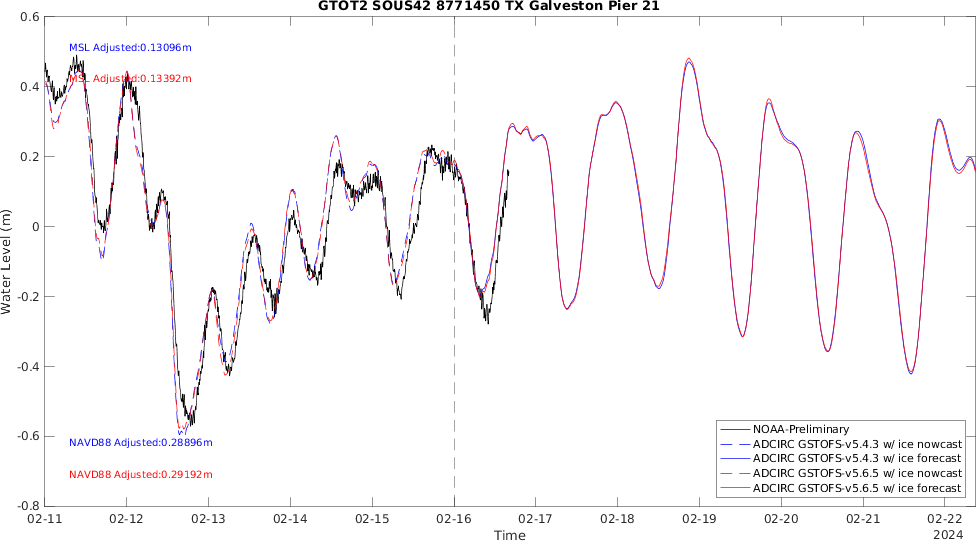 GTOT2 SOUS42 8771450 TX Galveston Pier 21
0.6
MSL Adjusted:0.13096m
MSL Adjusted:0.13392m
0.4
0.2
0
-0.2
-0.4
-0.6
-0.8
Water Level (m)
NAVD88 Adjusted:0.28896m
NAVD88 Adjusted:0.29192m
NOAA-Preliminary
ADCIRC GSTOFS-v5.4.3 w/ ice nowcast
ADCIRC GSTOFS-v5.4.3 w/ ice forecast
ADCIRC GSTOFS-v5.6.5 w/ ice nowcast
ADCIRC GSTOFS-v5.6.5 w/ ice forecast
02-11 02-12 02-13 02-14 02-15 02-16 02-17 02-18 02-19 02-20 02-21 02-22
Time
2024